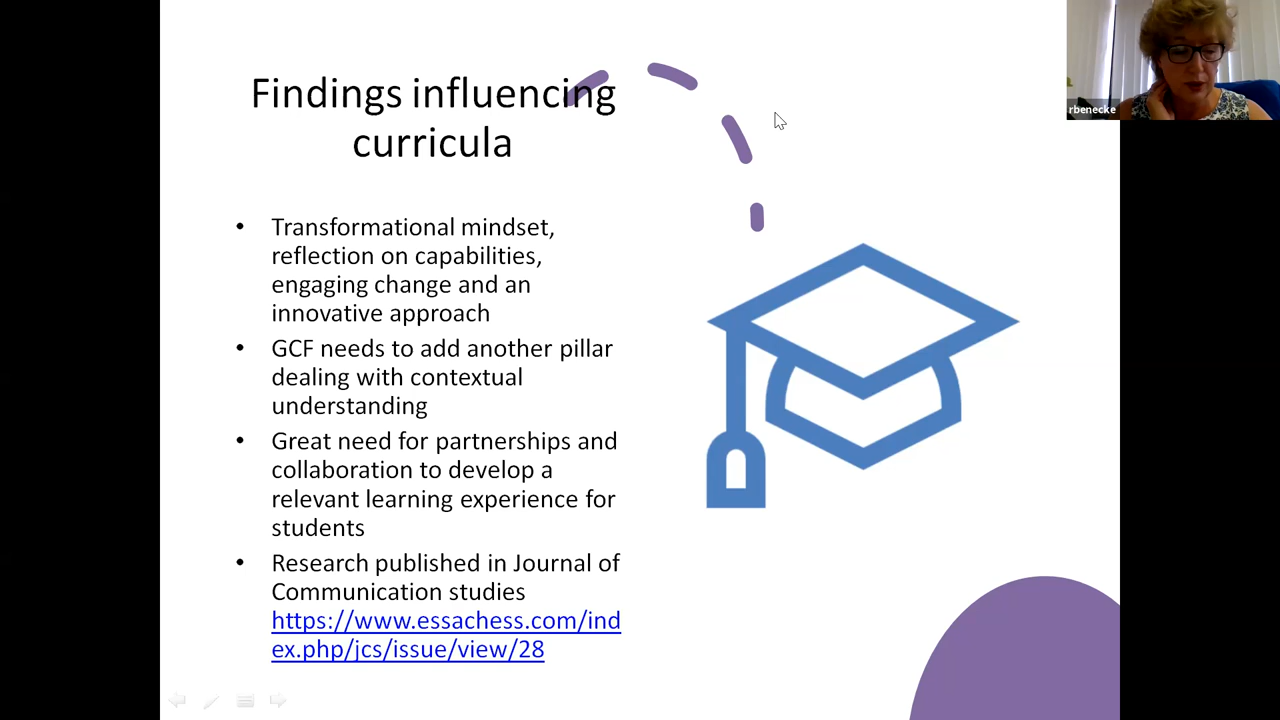 Findings influencing
curricula
• Transformational mindset,
reflection on capabilities,
engaging change and an
innovative approach
• GCF needs to add another pillar
dealing with contextual
understanding
• Great need for partnerships and
collaboration to develop a
relevant learning experience for
students
• Research published in Journal of
Communication studies
https://www.essachess.com/ind
ex.php/jcs/issue/view/28
rbenecke